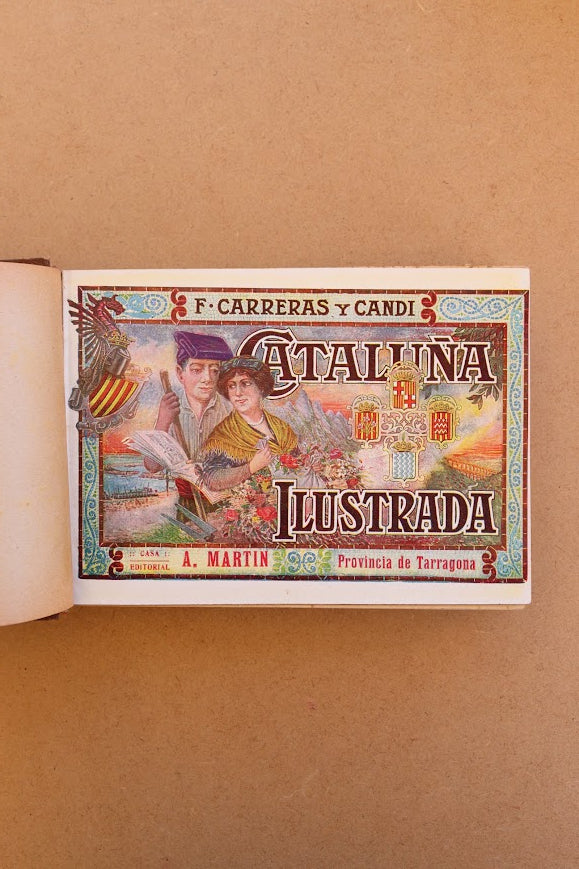 F. CARRERAS Y CANDI
CATALUÑA
ILUSTRADA
:: CASA ::
EDITORIAL
A. MARTIN
Provincia de Tarragona